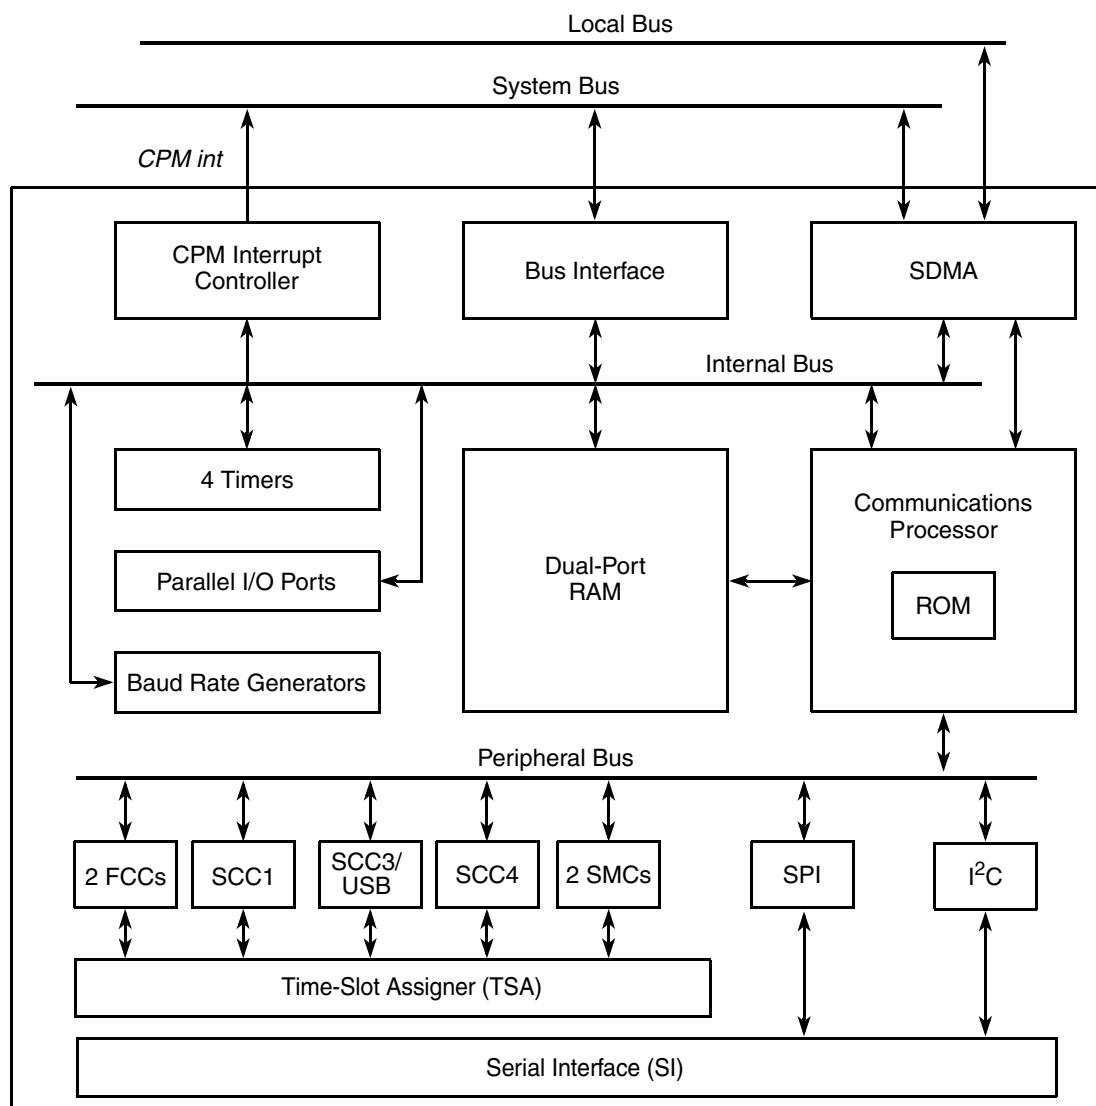 Local Bus
System Bus
CPM int
CPM Interrupt
Controller
Bus Interface
SDMA
Internal Bus
4 Timers
Communications
Processor
Dual-Port
RAM
Parallel I/O Ports
ROM
Baud Rate Generators
Peripheral Bus
2 FCCs
SCC1
SCC3/
USB
SCC4
2 SMCs
SPI
I²C
Time-Slot Assigner (TSA)
Serial Interface (SI)